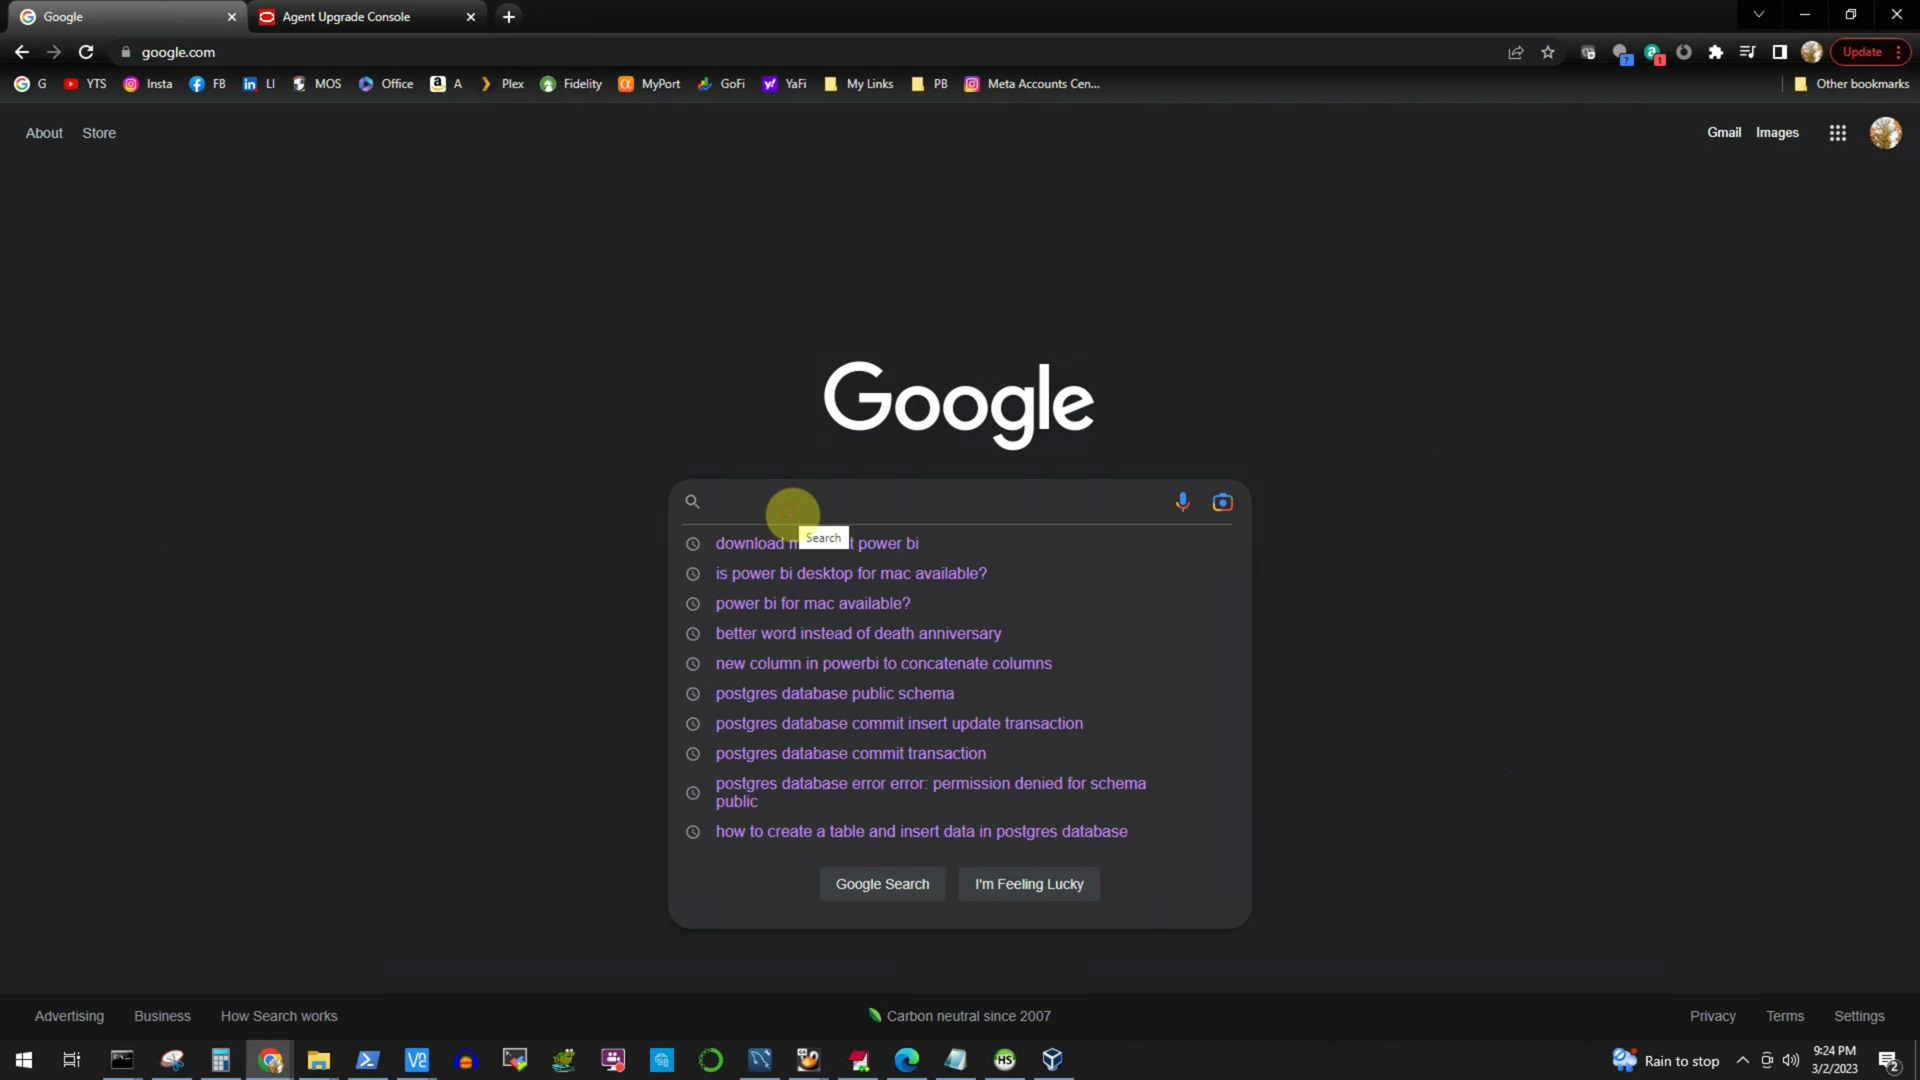 Google
Agent Upgrade Console
google.com
Update
G
YTS
Insta
FB
LI
MOS
Office
A
Plex
Fidelity
MyPort
GoFi
YaFi
My Links
PB
Meta Accounts Cen...
Other bookmarks
About
Store
Gmail
Images
Google
Search
download m t power bi
is power bi desktop for mac available?
power bi for mac available?
better word instead of death anniversary
new column in powerbi to concatenate columns
postgres database public schema
postgres database commit insert update transaction
postgres database commit transaction
postgres database error error: permission denied for schema
public
how to create a table and insert data in postgres database
Google Search
I'm Feeling Lucky
Advertising
Business
How Search works
Carbon neutral since 2007
Privacy
Terms
Settings
VE
HS
Rain to stop
9:24 PM
3/2/2023
2